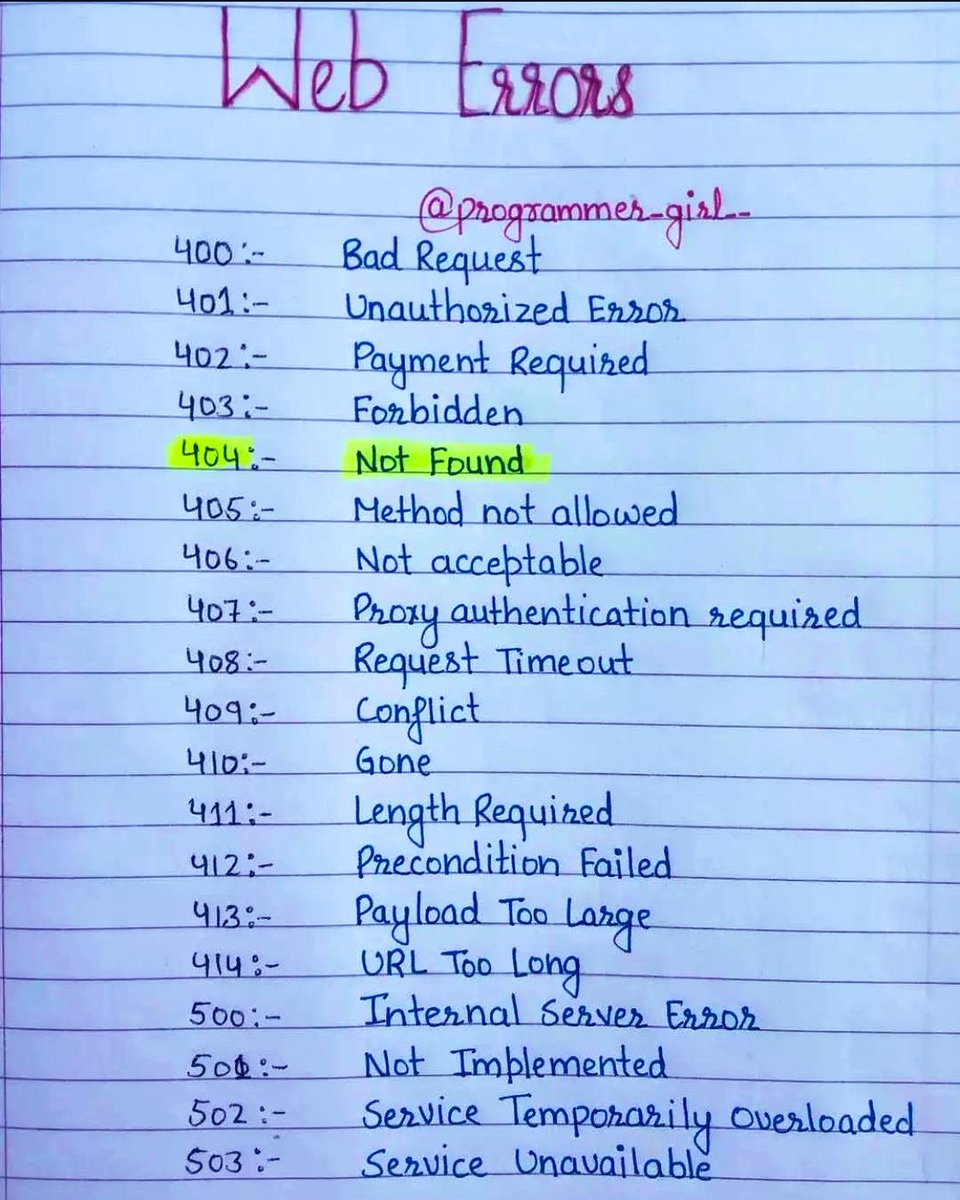 Web Errors
@programmer_girl__
400:- Bad Request
401:- Unauthorized Error
402:- Payment Required
403:- Forbidden
404:- Not Found
405:- Method not allowed
406:- Not acceptable
407:- Proxy authentication required
408:- Request Timeout
409:- Conflict
410:- Gone
411:- Length Required
412:- Precondition Failed
413:- Payload Too Large
414:- URL Too Long
500:- Internal Server Error
501:- Not Implemented
502:- Service Temporarily Overloaded
503:- Service Unavailable